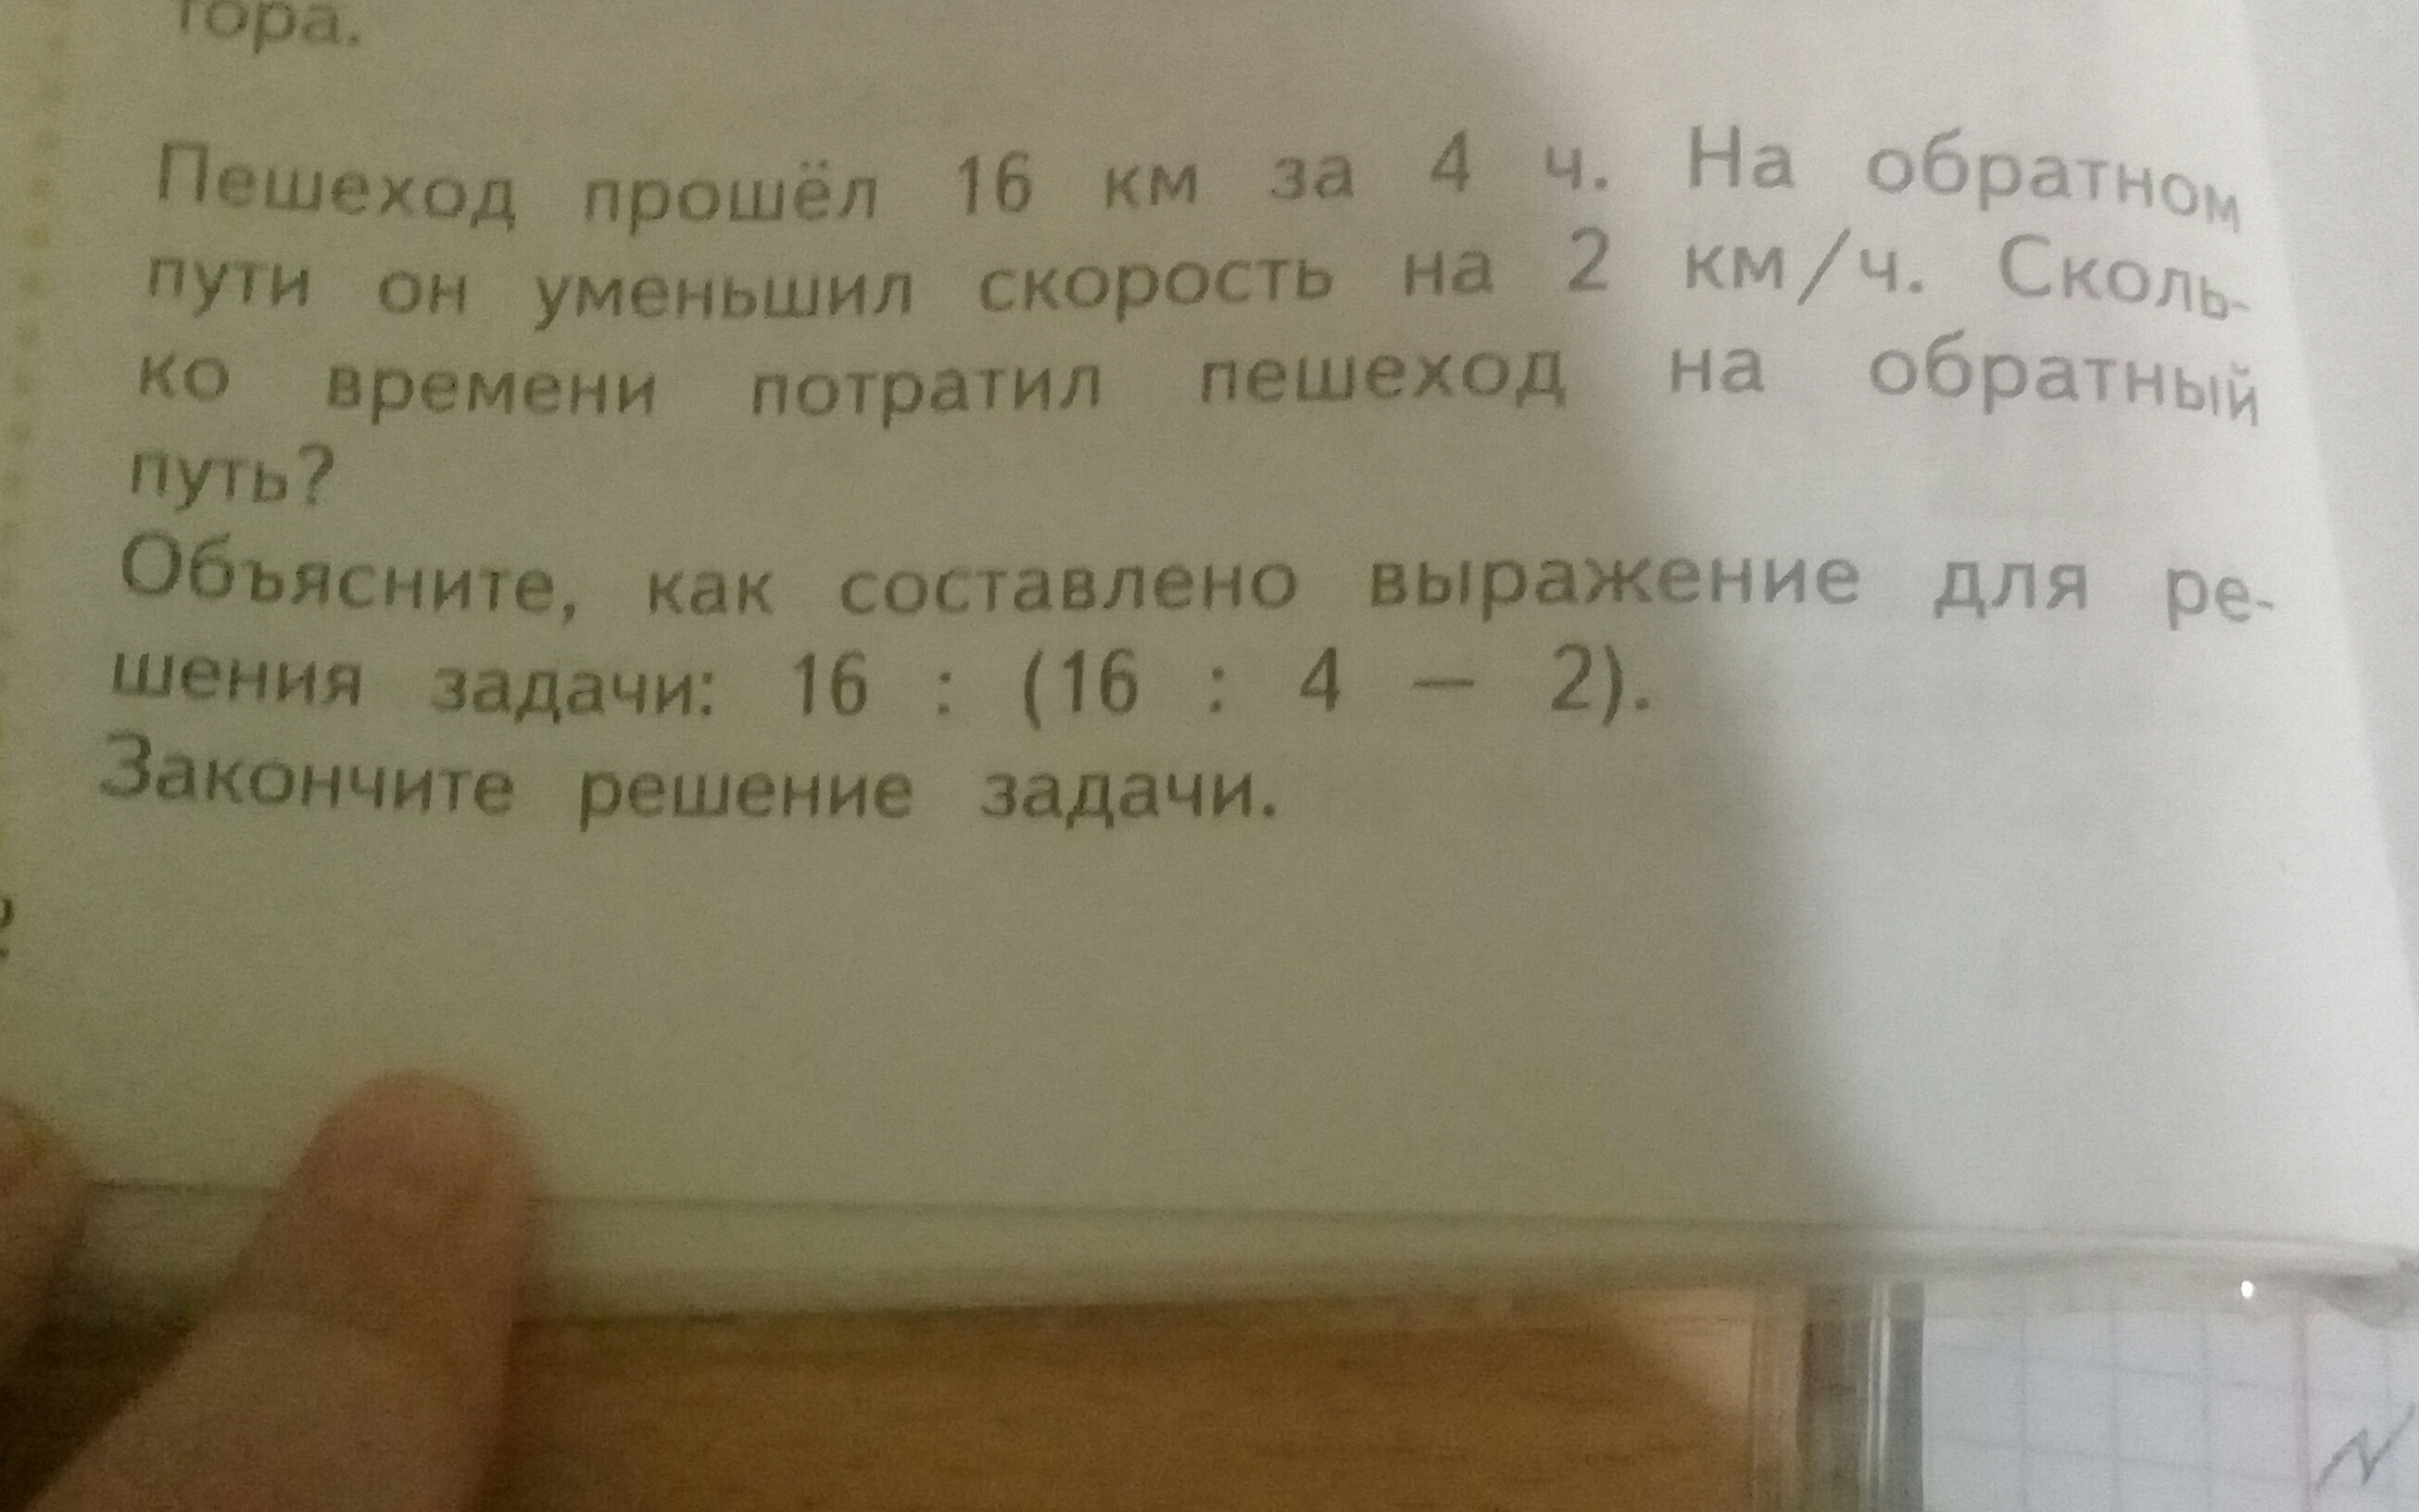 тора.
Пешеход прошёл 16 км за 4 ч. На обратном
пути он уменьшил скорость на 2 км/ч. Сколь-
ко времени потратил пешеход на обратный
путь?
Объясните, как составлено выражение для ре-
шения задачи: 16 : (16 : 4 — 2).
Закончите решение задачи.